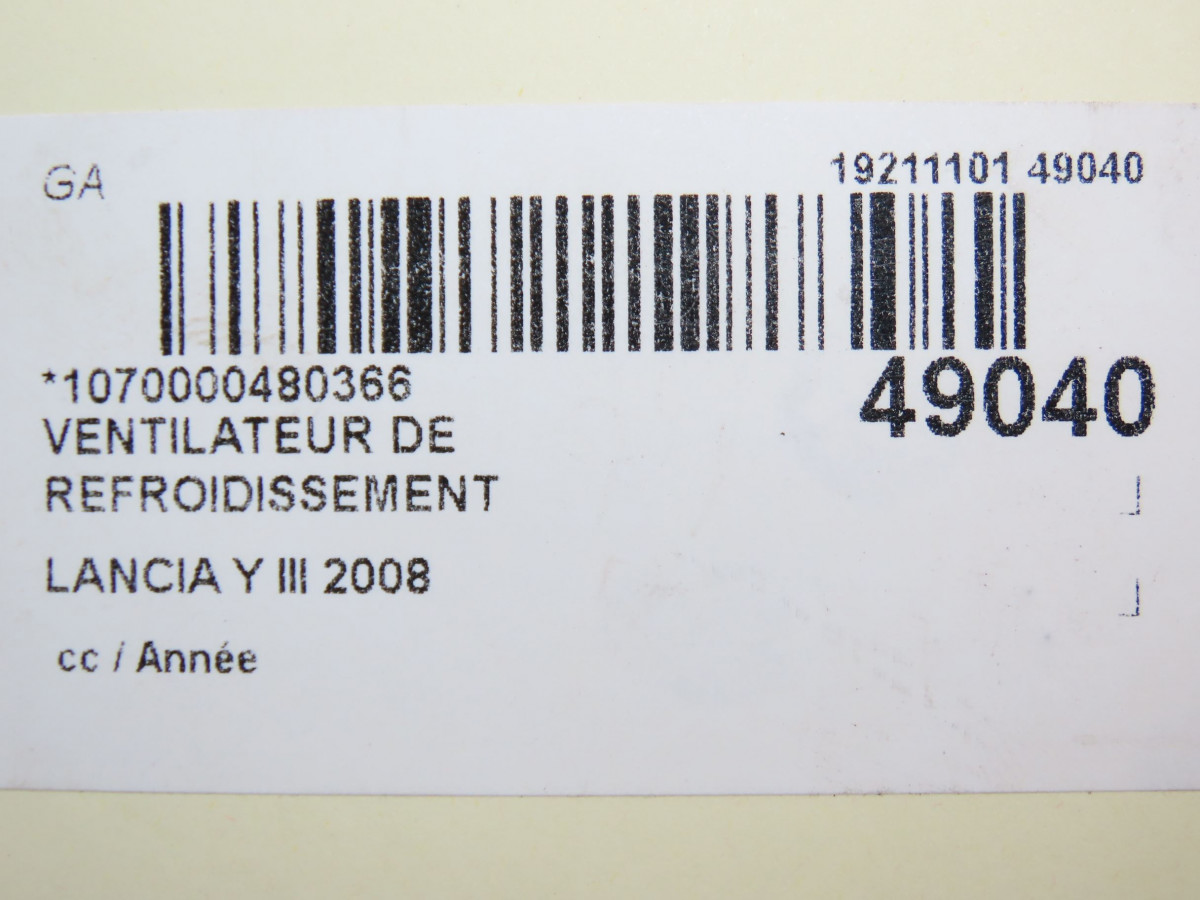 GA
19211101 49040
*1070000480366
49040
VENTILATEUR DE
REFROIDISSEMENT
LANCIA Y III 2008
cc / Année